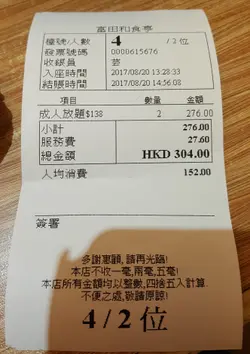 富田和食亭
檯號/人數 4 /2 位
發票號碼 0000615676
收銀員 芸
入座時間 2017/08/20 13:28:33
結帳時間 2017/08/20 14:56:08
項目 數量 金額
成人放題$138 2 276.00
小計 276.00
服務費 27.60
總金額 HKD 304.00
人均消費 152.00
簽署
多謝惠顧, 請再光臨!
本店不收一毫,兩毫,五毫!
本店所有金額均以整數,四捨五入計算.
不便之處,敬請原諒!
4 / 2 位